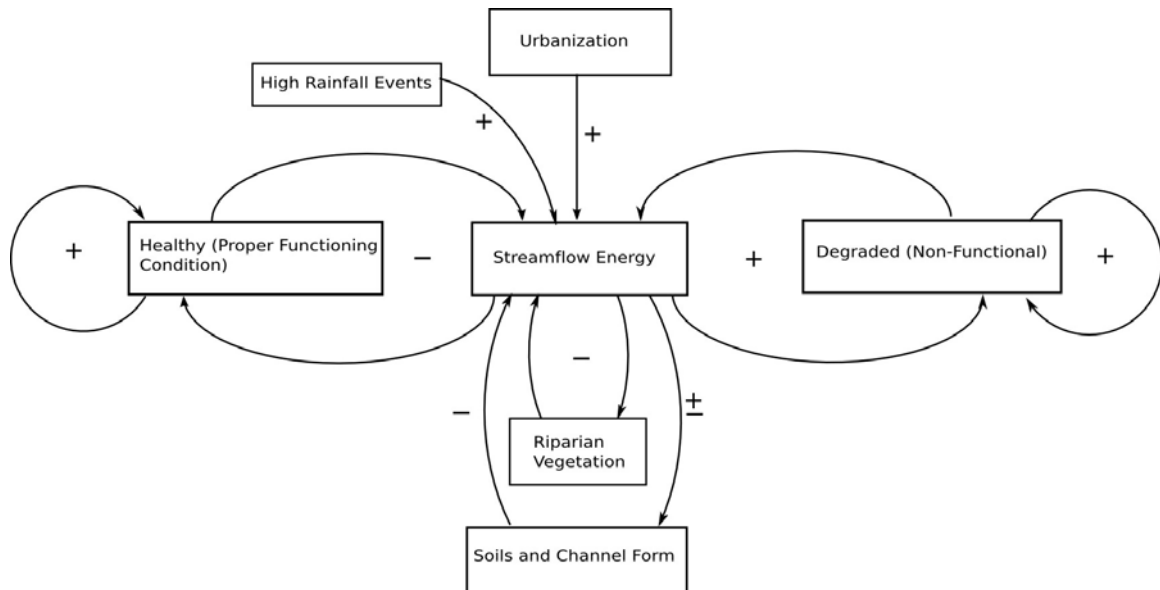 Urbanization
High Rainfall Events
+
+
Healthy (Proper Functioning
Condition)
Streamflow Energy
Degraded (Non-Functional)
+
−
+
+
−
−
±
Riparian
Vegetation
Soils and Channel Form